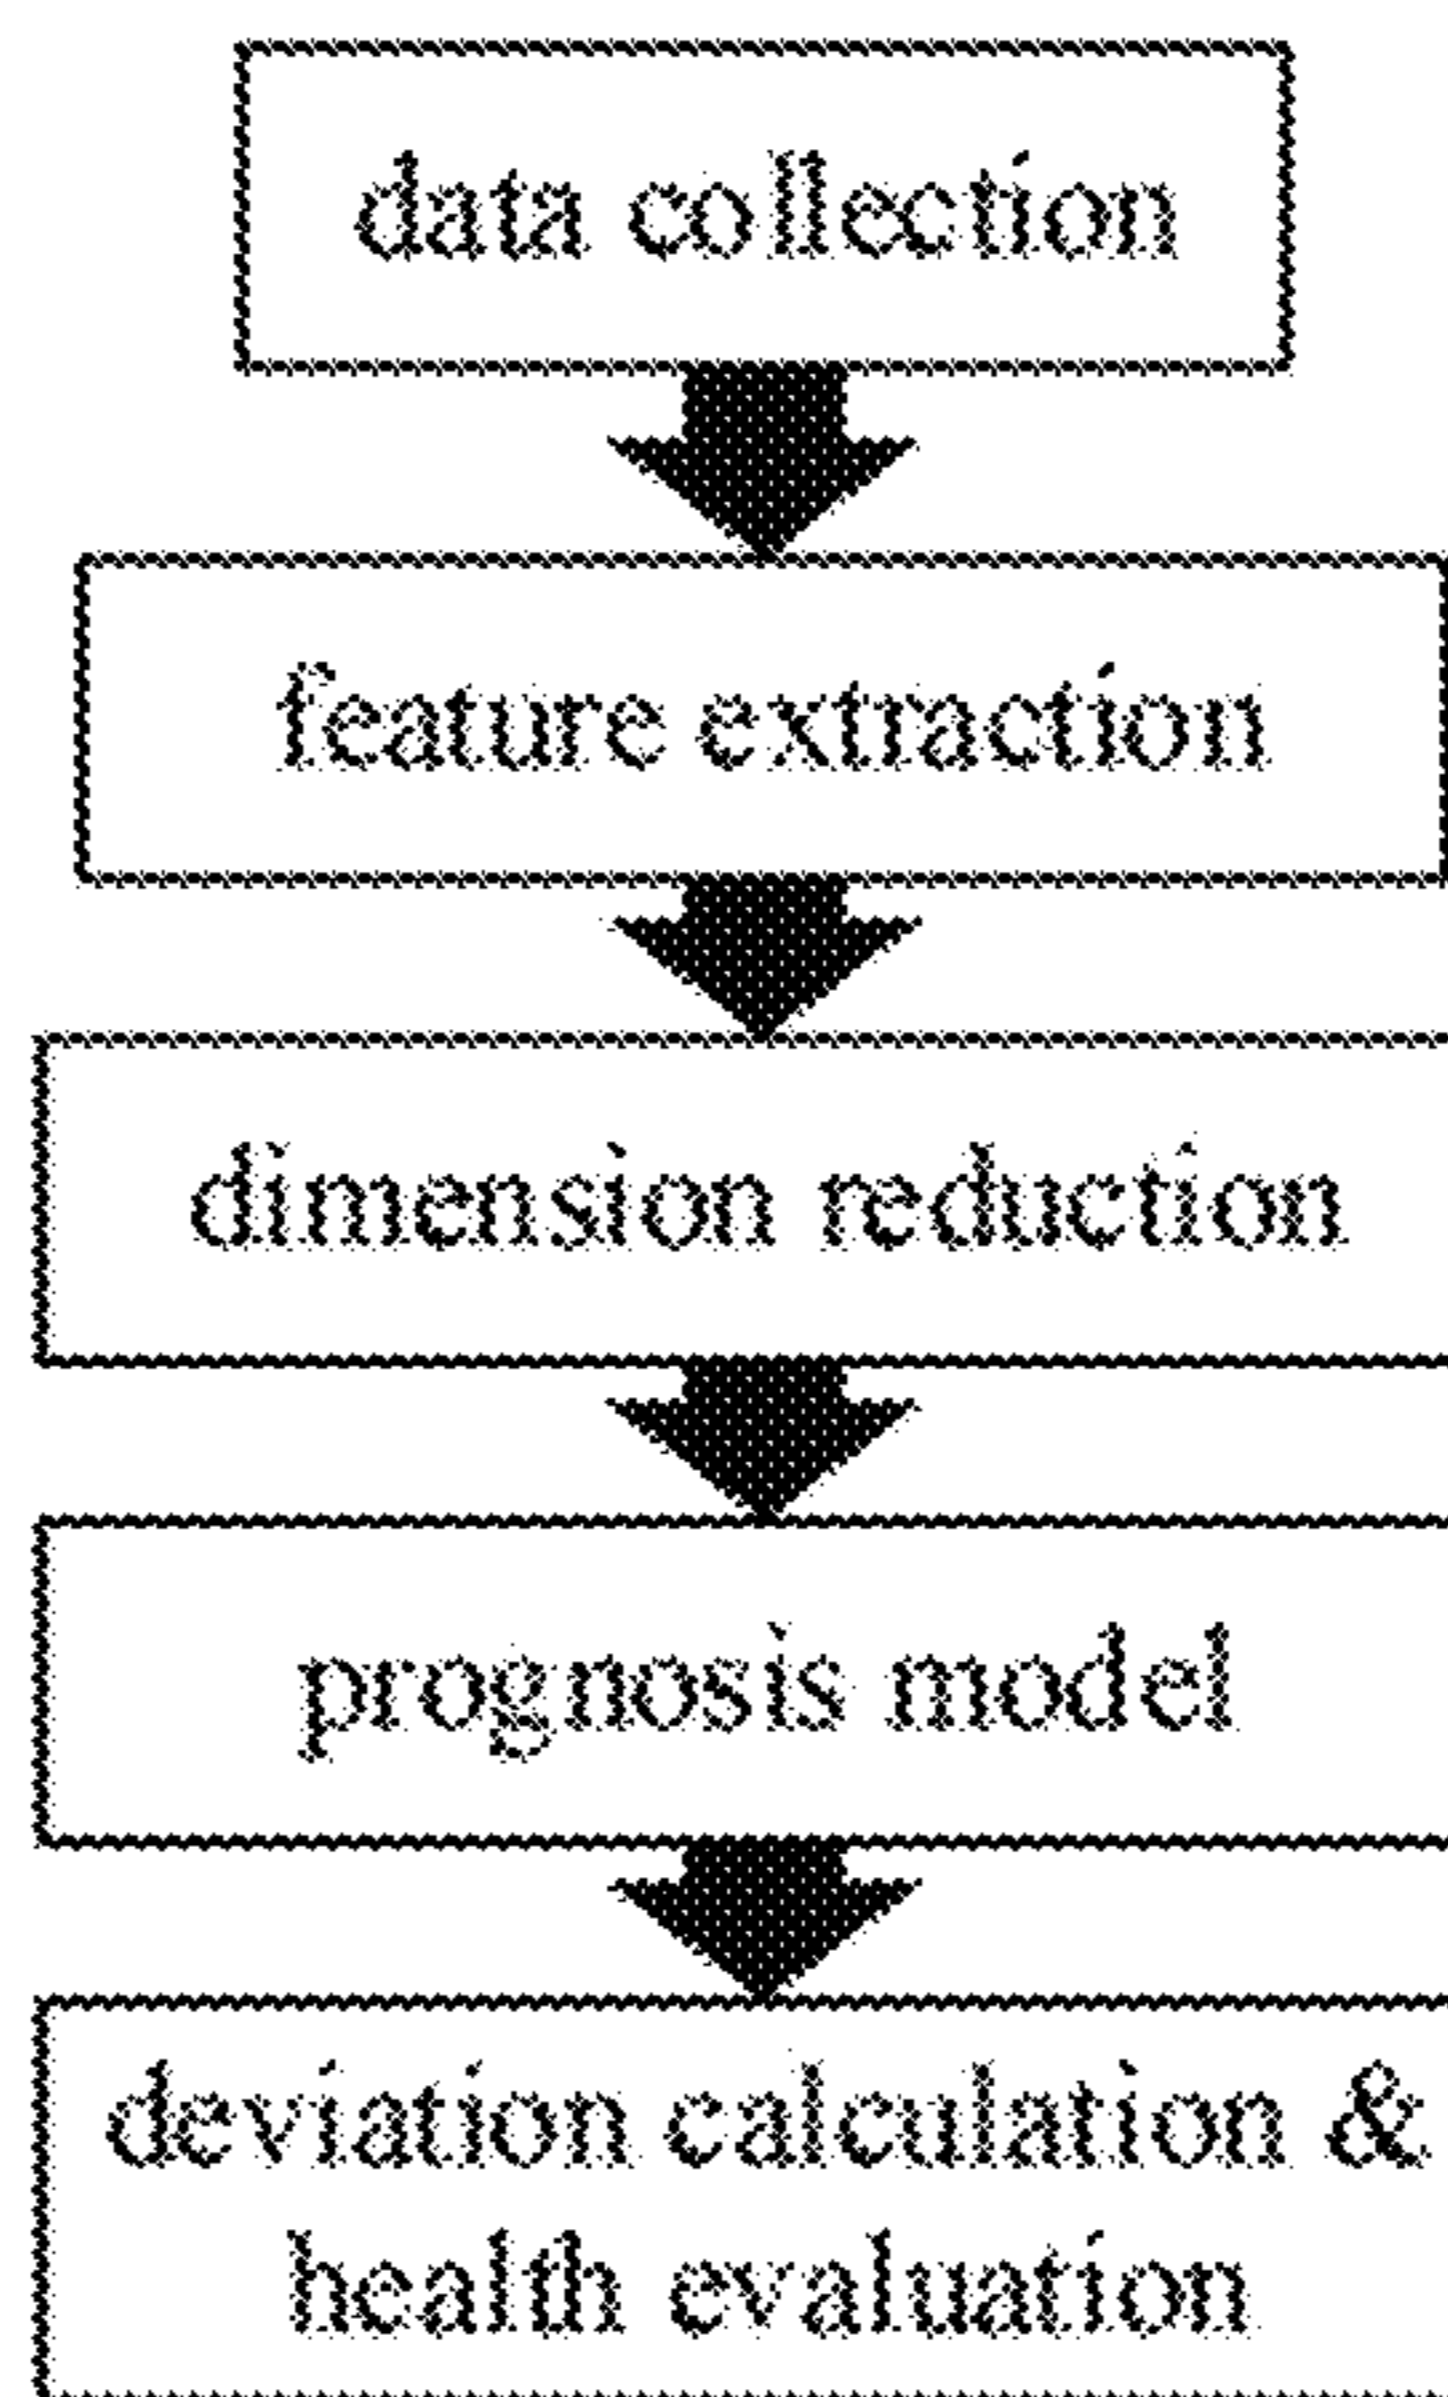 data collection
feature extraction
dimension reduction
prognosis model
deviation calculation &
health evaluation